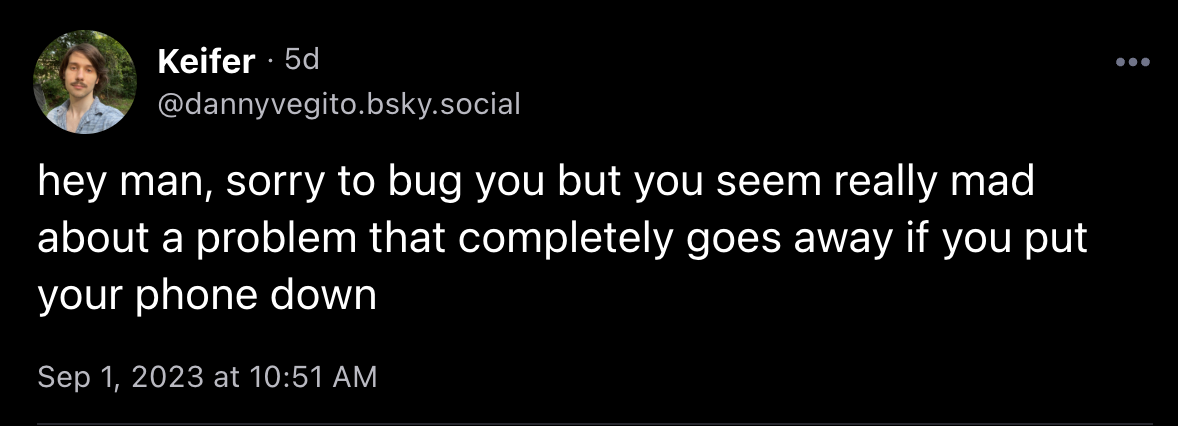 Keifer · 5d
@dannyvegito.bsky.social
hey man, sorry to bug you but you seem really mad
about a problem that completely goes away if you put
your phone down
Sep 1, 2023 at 10:51 AM